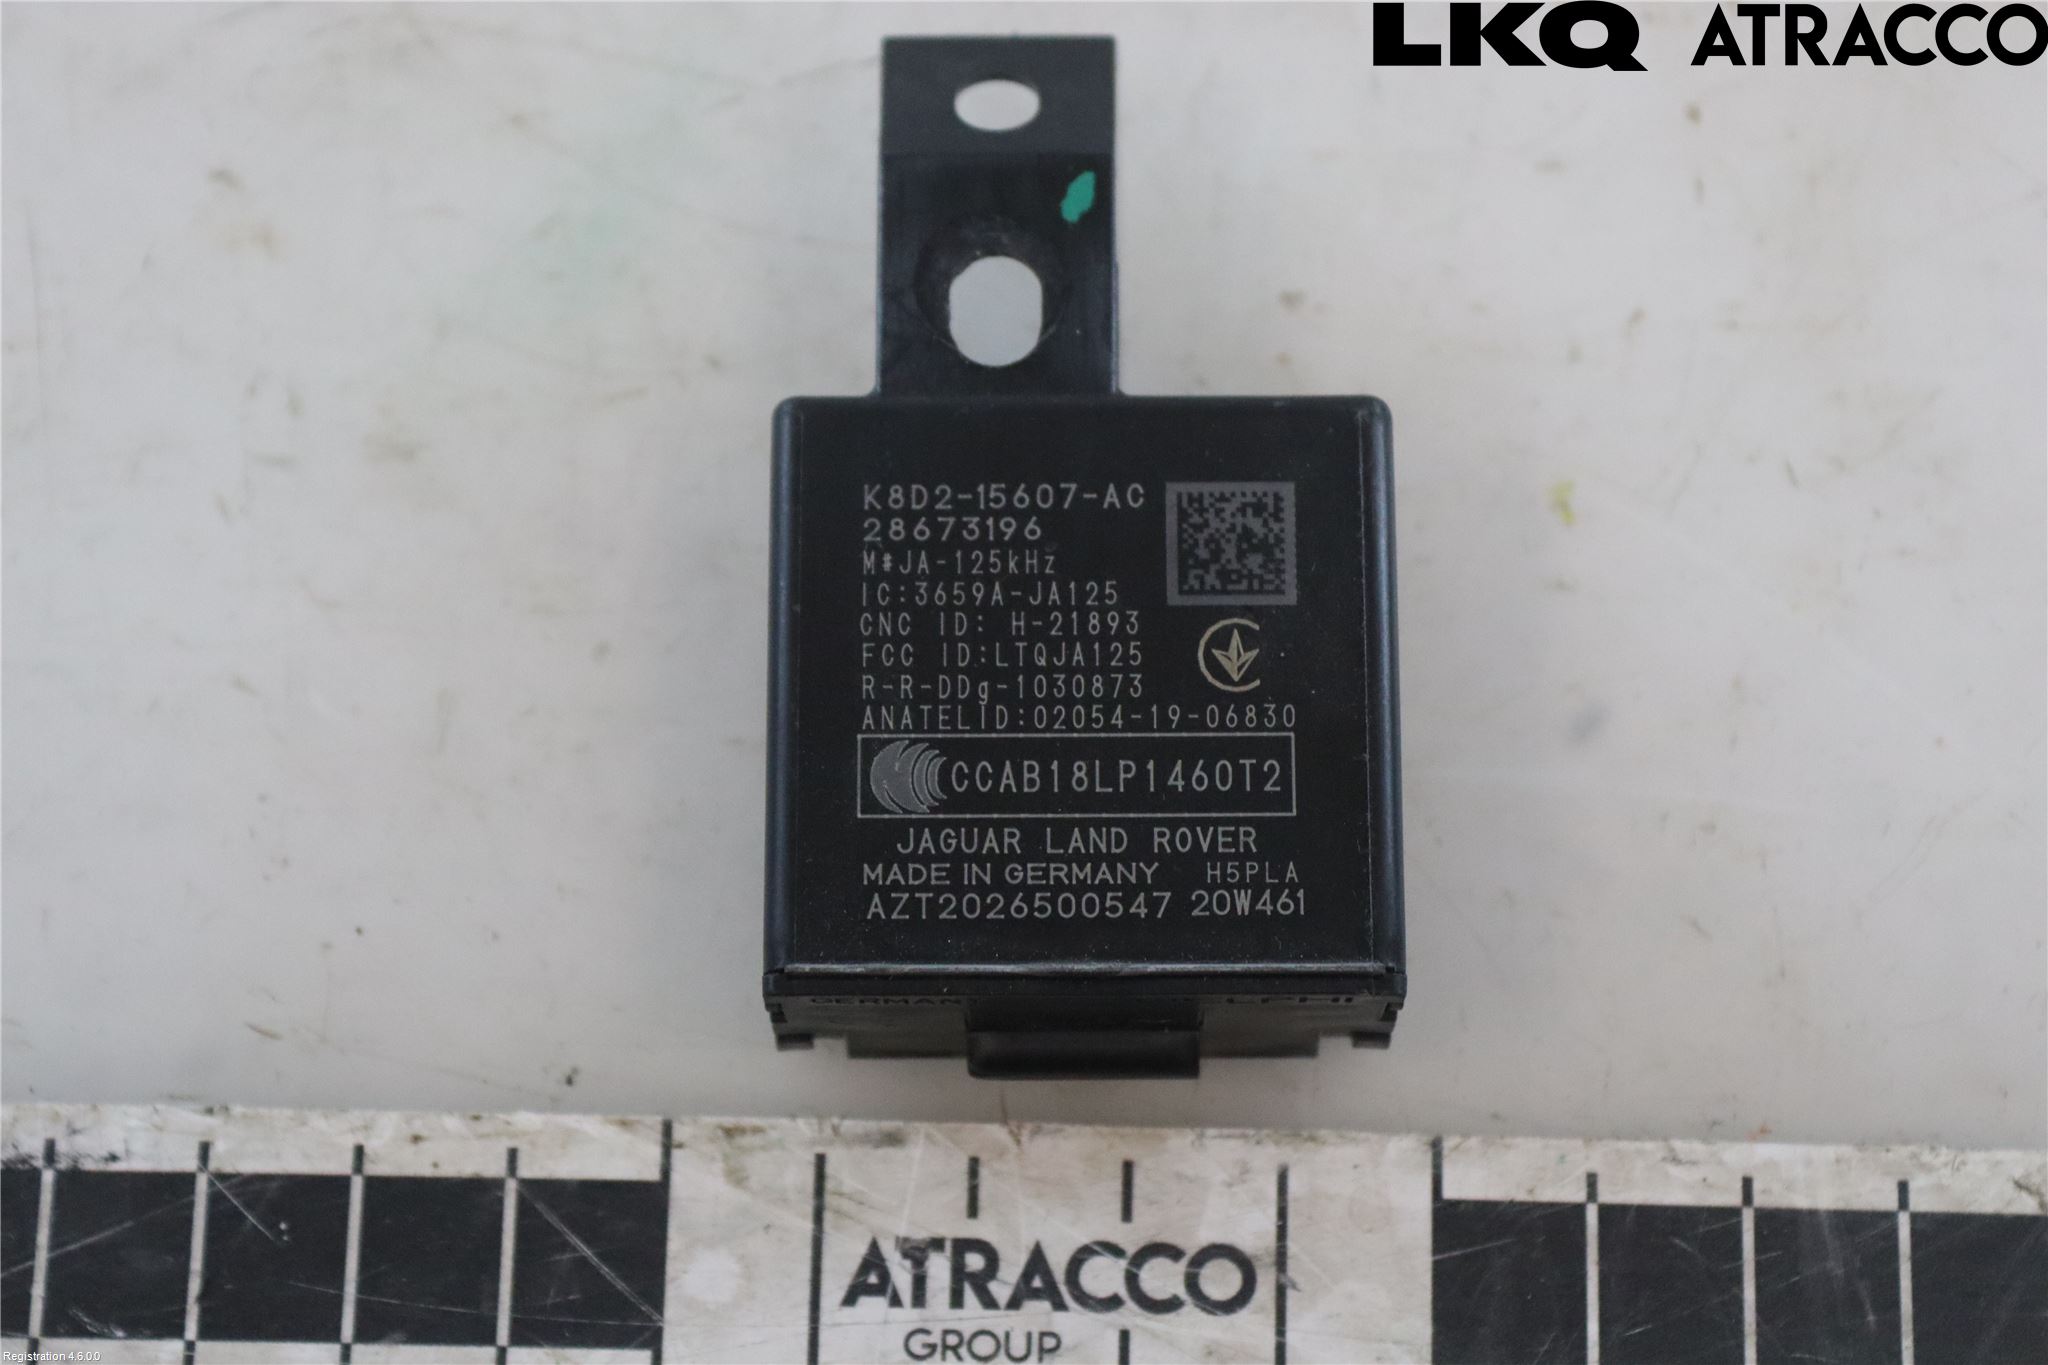 LKQ ATRACCO
K8D2-15607-AC
28673196
M#JA-125kHz
IC:3659A-JA125
CNC ID: H-21893
FCC ID:LTQJA125
R-R-DDg-1030873
ANATELID:02054-19-06830
CCAB18LP1460T2
JAGUAR LAND ROVER
MADE IN GERMANY H5PLA
AZT2026500547 20W461
GERMAN
ATRACCO
GROUP
Registration 4.6.0.0